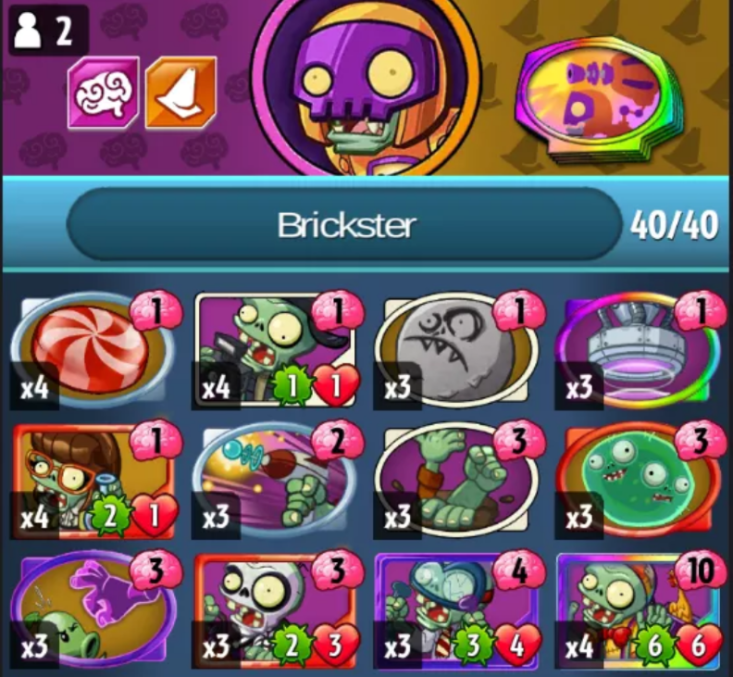 2
Brickster 40/40
1 1 1 1
x4 x4 1 1 x3 x3
1 2 3 3
x4 2 1 x3 x3 x3
3 3 4 10
x3 x3 2 3 x3 3 4 x4 6 6